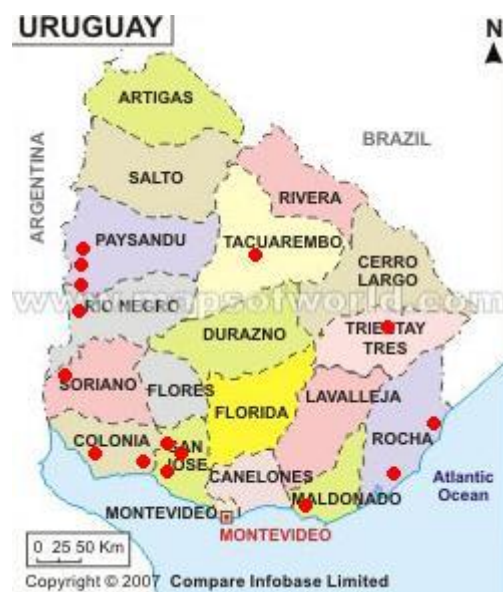 URUGUAY
N
ARTIGAS
BRAZIL
ARGENTINA
SALTO
RIVERA
PAYSANDU
TACUAREMBO
CERRO
LARGO
www.mapsofworld.com
RIO NEGRO
DURAZNO
TRIENTAY
TRES
SORIANO
FLORES
LAVALLEJA
FLORIDA
COLONIA
SAN
JOSE
ROCHA
CANELONES
Atlantic
Ocean
MALDONADO
MONTEVIDEO
MONTEVIDEO
0 25 50 Km
Copyright © 2007 Compare Infobase Limited